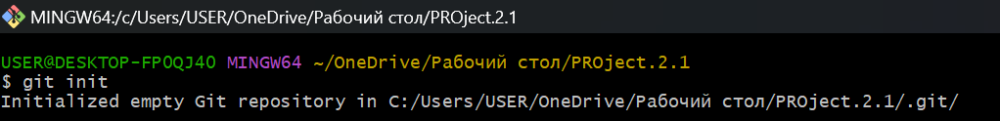 MINGW64:/c/Users/USER/OneDrive/Рабочий стол/PROject.2.1
USER@DESKTOP-FP0QJ40 MINGW64 ~/OneDrive/Рабочий стол/PROject.2.1
$ git init
Initialized empty Git repository in C:/Users/USER/OneDrive/Рабочий стол/PROject.2.1/.git/